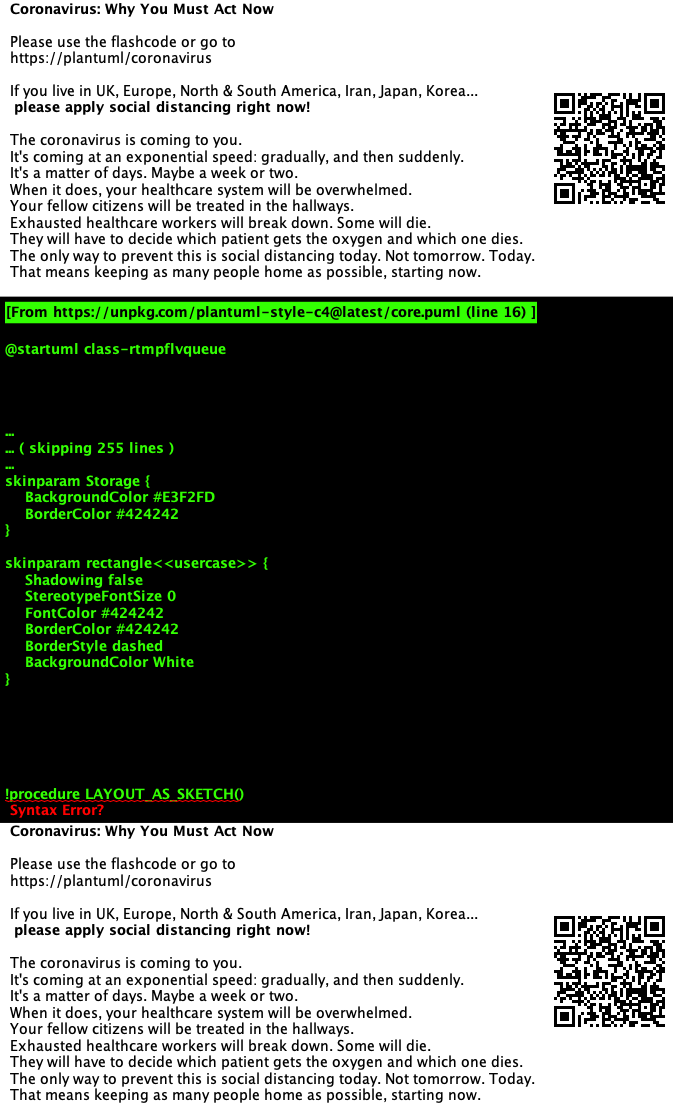 Coronavirus: Why You Must Act Now
Please use the flashcode or go to
https://plantuml/coronavirus
If you live in UK, Europe, North & South America, Iran, Japan, Korea...
please apply social distancing right now!
The coronavirus is coming to you.
It's coming at an exponential speed: gradually, and then suddenly.
It's a matter of days. Maybe a week or two.
When it does, your healthcare system will be overwhelmed.
Your fellow citizens will be treated in the hallways.
Exhausted healthcare workers will break down. Some will die.
They will have to decide which patient gets the oxygen and which one dies.
The only way to prevent this is social distancing today. Not tomorrow. Today.
That means keeping as many people home as possible, starting now.
[From https://unpkg.com/plantuml-style-c4@latest/core.puml (line 16) ]
@startuml class-rtmpflvqueue
...
... ( skipping 255 lines )
...
skinparam Storage {
BackgroundColor #E3F2FD
BorderColor #424242
}
skinparam rectangle<<usercase>> {
Shadowing false
StereotypeFontSize 0
FontColor #424242
BorderColor #424242
BorderStyle dashed
BackgroundColor White
}
!procedure LAYOUT_AS_SKETCH()
Syntax Error?
Coronavirus: Why You Must Act Now
Please use the flashcode or go to
https://plantuml/coronavirus
If you live in UK, Europe, North & South America, Iran, Japan, Korea...
please apply social distancing right now!
The coronavirus is coming to you.
It's coming at an exponential speed: gradually, and then suddenly.
It's a matter of days. Maybe a week or two.
When it does, your healthcare system will be overwhelmed.
Your fellow citizens will be treated in the hallways.
Exhausted healthcare workers will break down. Some will die.
They will have to decide which patient gets the oxygen and which one dies.
The only way to prevent this is social distancing today. Not tomorrow. Today.
That means keeping as many people home as possible, starting now.